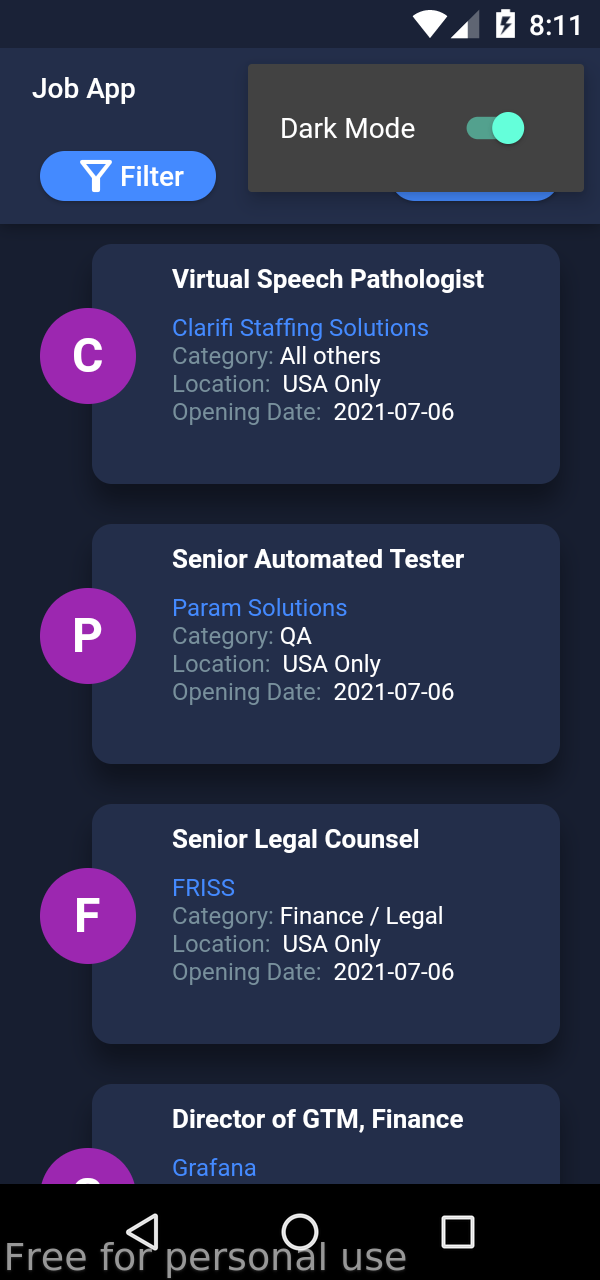 8:11
Job App
Dark Mode
Filter
Virtual Speech Pathologist
C
Clarifi Staffing Solutions
Category: All others
Location: USA Only
Opening Date: 2021-07-06
Senior Automated Tester
P
Param Solutions
Category: QA
Location: USA Only
Opening Date: 2021-07-06
Senior Legal Counsel
F
FRISS
Category: Finance / Legal
Location: USA Only
Opening Date: 2021-07-06
Director of GTM, Finance
Grafana
Free for personal use